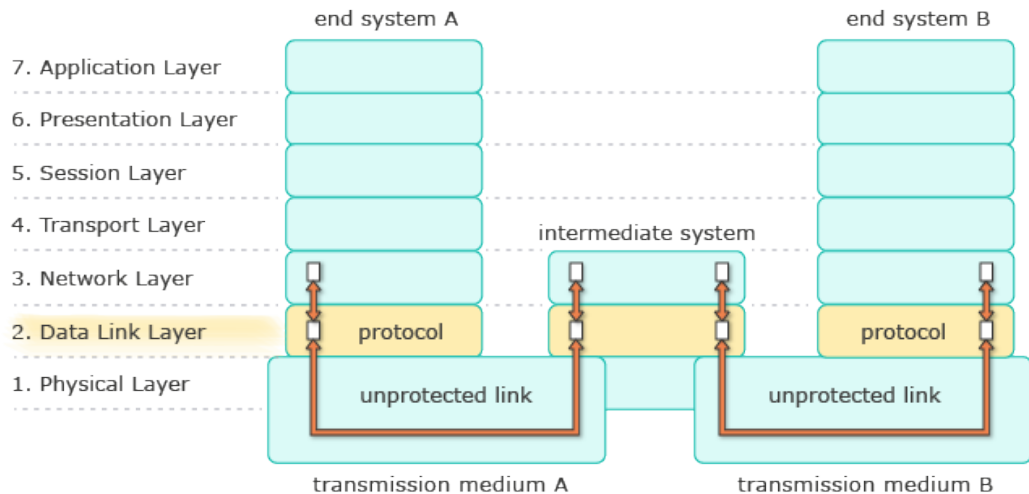 end system A
end system B
7. Application Layer
6. Presentation Layer
5. Session Layer
4. Transport Layer
intermediate system
3. Network Layer
2. Data Link Layer
protocol
protocol
1. Physical Layer
unprotected link
unprotected link
transmission medium A
transmission medium B